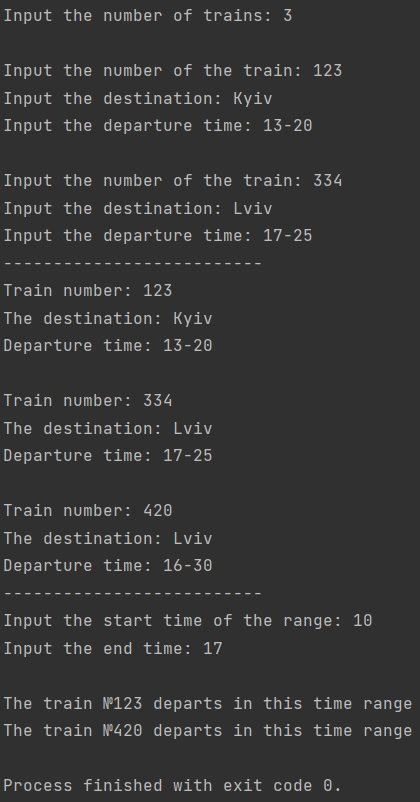 Input the number of trains: 3
Input the number of the train: 123
Input the destination: Kyiv
Input the departure time: 13-20
Input the number of the train: 334
Input the destination: Lviv
Input the departure time: 17-25
--------------------------
Train number: 123
The destination: Kyiv
Departure time: 13-20
Train number: 334
The destination: Lviv
Departure time: 17-25
Train number: 420
The destination: Lviv
Departure time: 16-30
--------------------------
Input the start time of the range: 10
Input the end time: 17
The train №123 departs in this time range
The train №420 departs in this time range
Process finished with exit code 0.